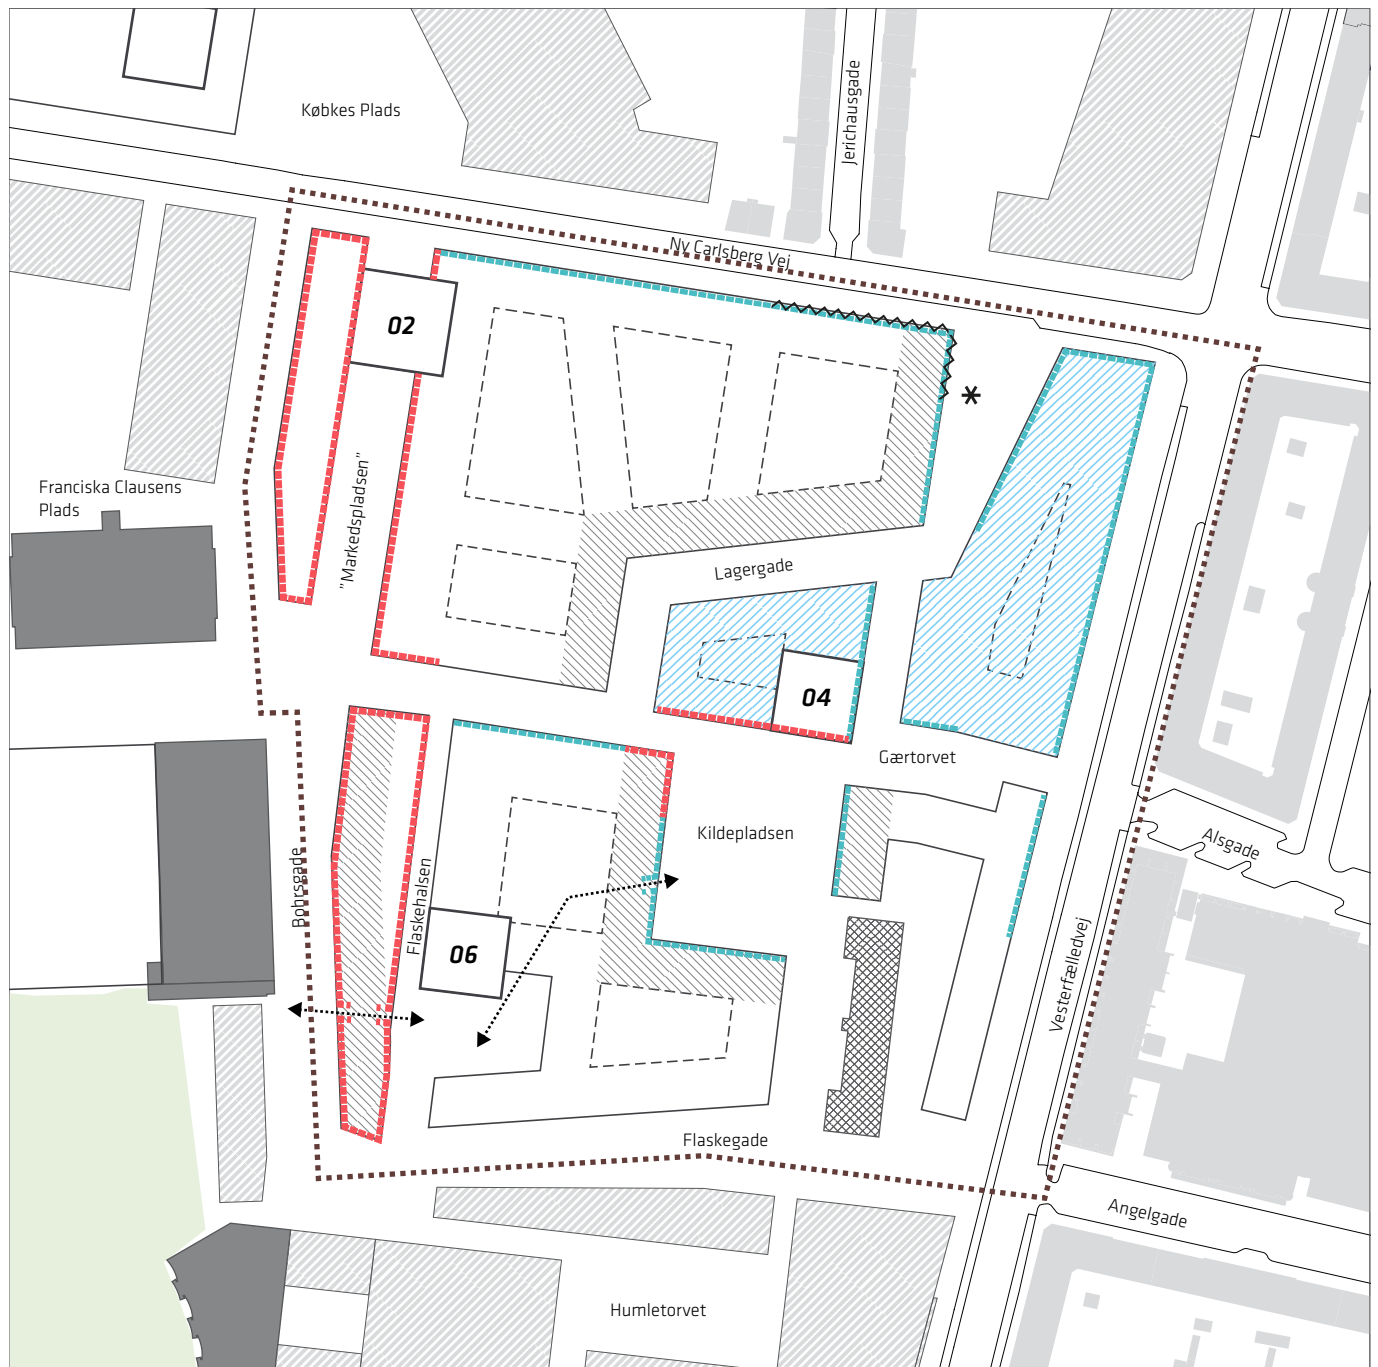 Købkes Plads
Jerichausgade
Ny Carlsberg Vej
02
*
Franciska Clausens
Plads
"Markedspladsen"
Lagergade
04
Gærtorvet
Kildepladsen
Alsgade
Bohrsgade
Flaskehalsen
06
Vesterfælledvej
Flaskegade
Angelgade
Humletorvet